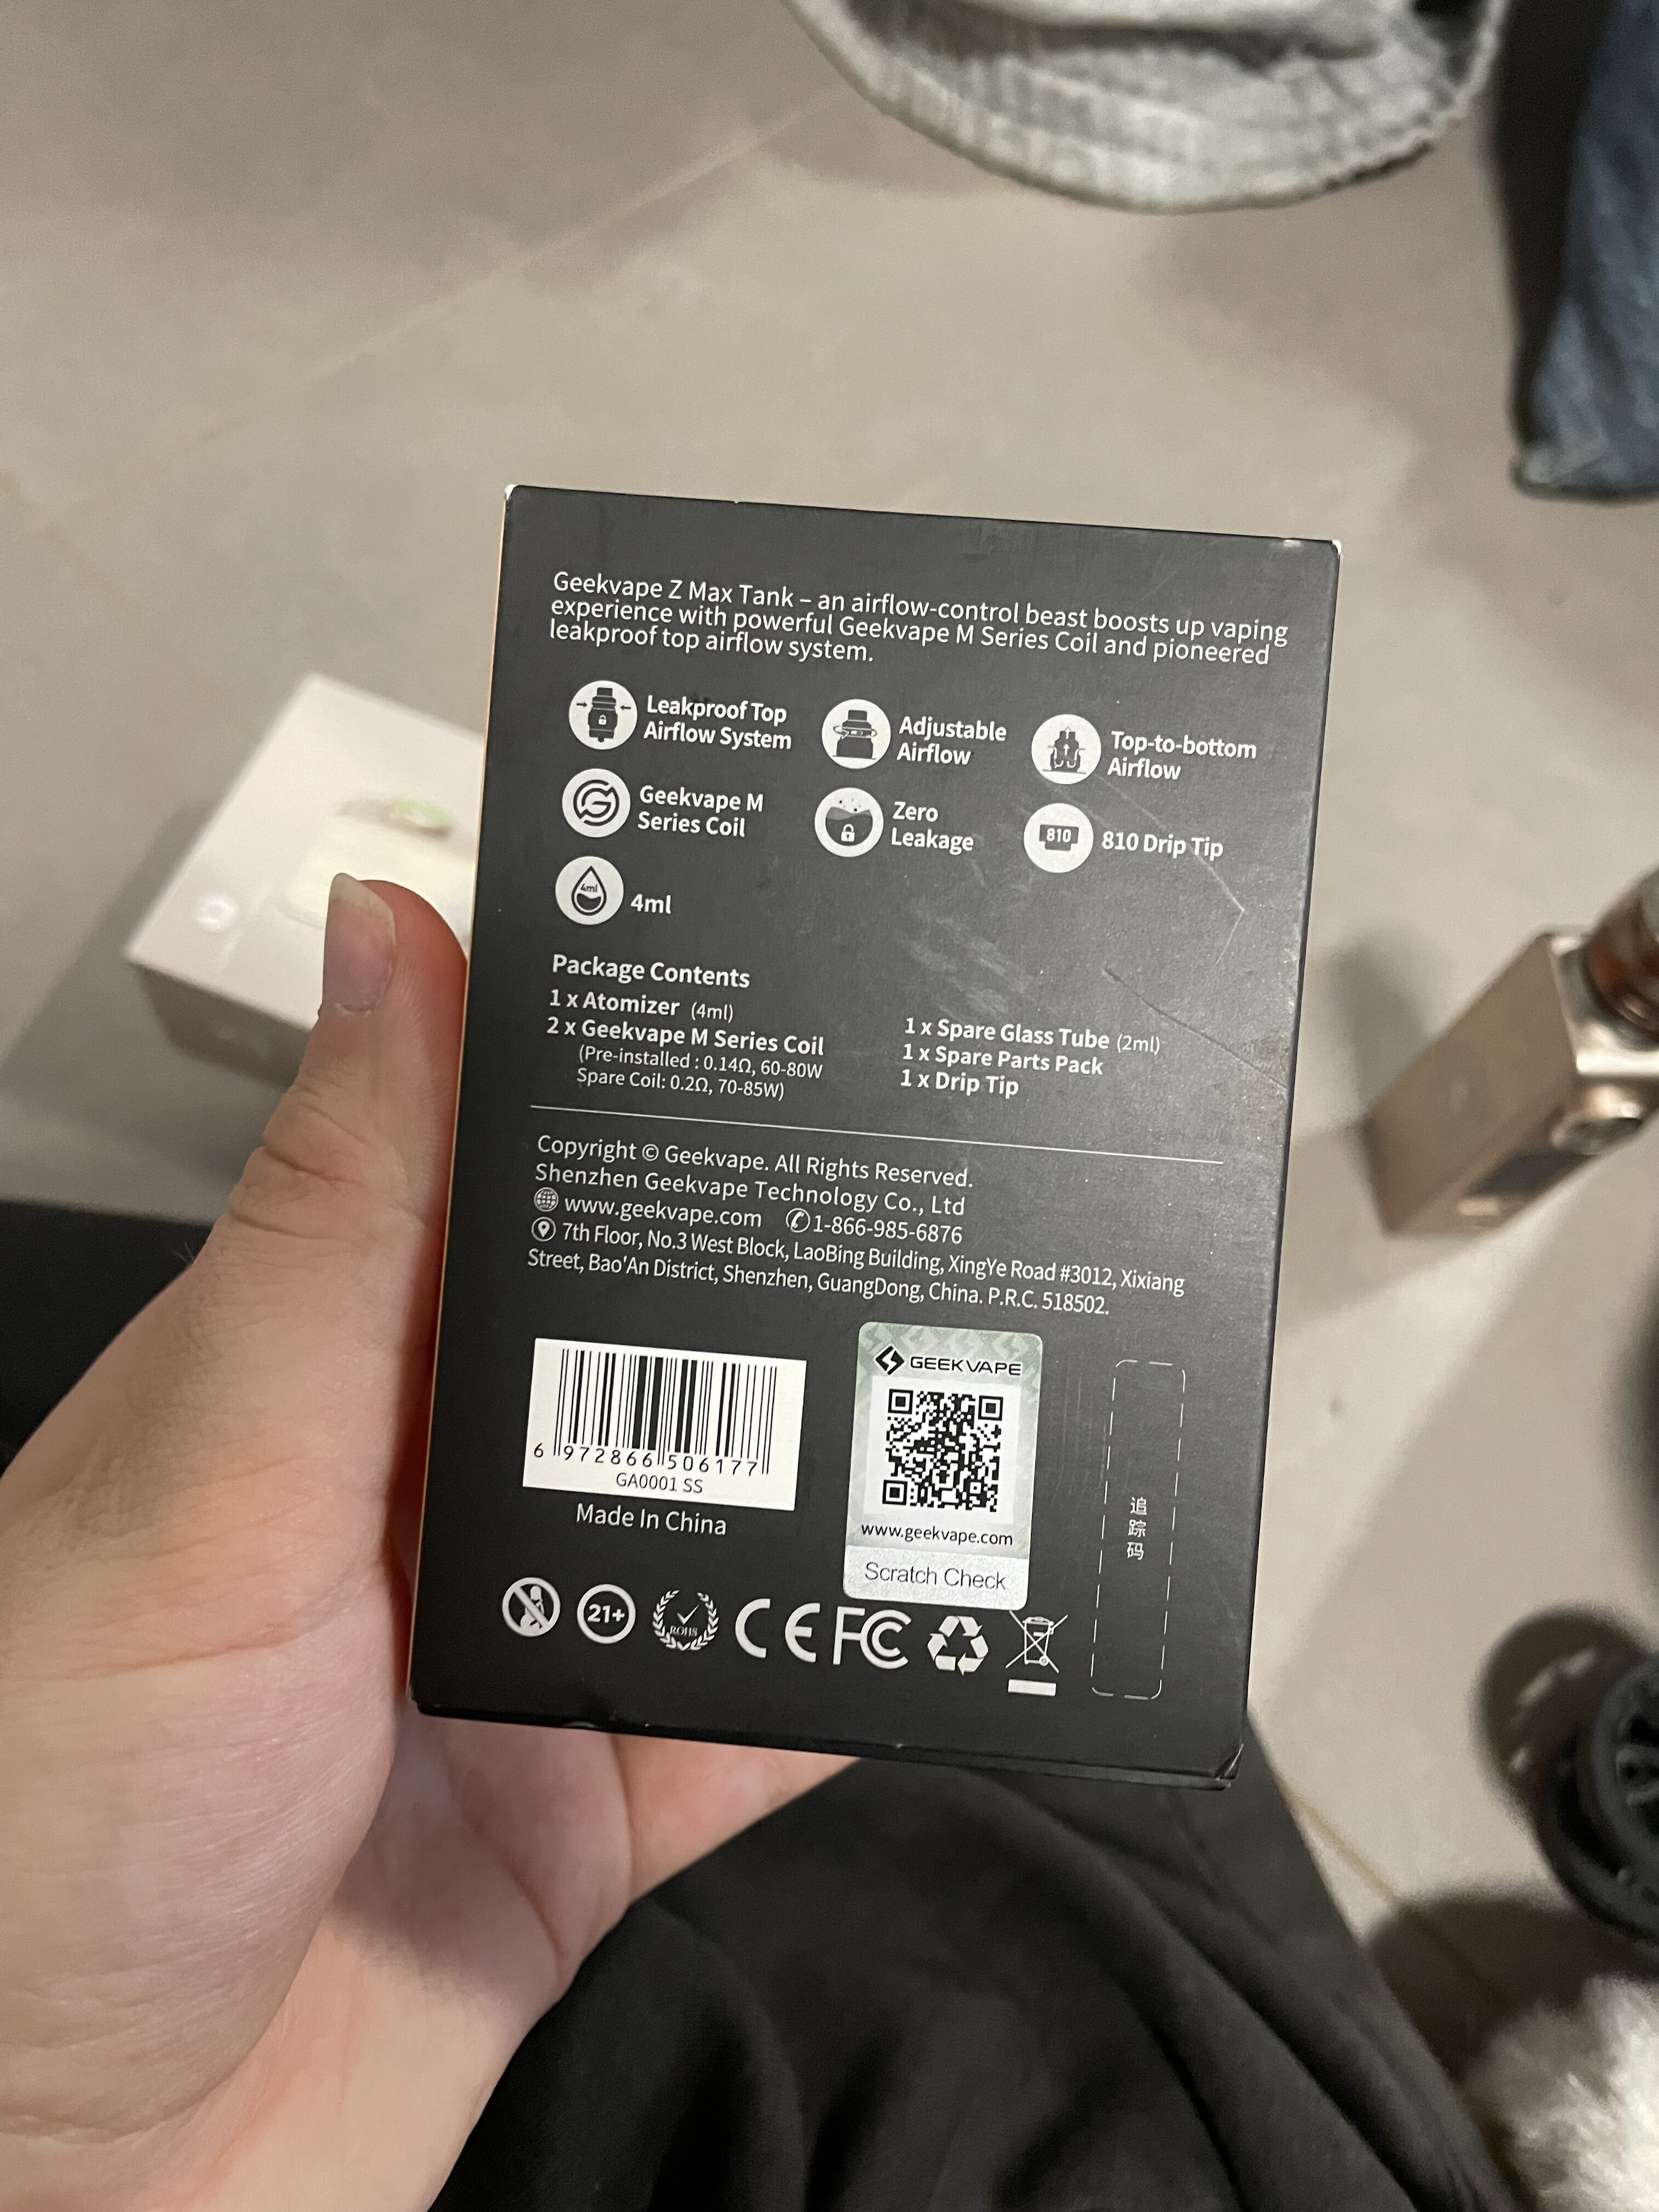 Geekvape Z Max Tank – an airflow-control beast boosts up vaping
experience with powerful Geekvape M Series Coil and pioneered
leakproof top airflow system.
Leakproof Top
Airflow System
Adjustable
Airflow
Top-to-bottom
Airflow
Geekvape M
Series Coil
Zero
Leakage
810
810 Drip Tip
4ml
4ml
Package Contents
1 x Atomizer (4ml)
2 x Geekvape M Series Coil
(Pre-installed : 0.14Ω, 60-80W
Spare Coil: 0.2Ω, 70-85W)
1 x Spare Glass Tube (2ml)
1 x Spare Parts Pack
1 x Drip Tip
Copyright © Geekvape. All Rights Reserved.
Shenzhen Geekvape Technology Co., Ltd
www.geekvape.com 1-866-985-6876
7th Floor, No.3 West Block, LaoBing Building, XingYe Road #3012, Xixiang
Street, Bao'An District, Shenzhen, GuangDong, China. P.R.C. 518502.
6 972866 506177
GA0001 SS
Made In China
GEEKVAPE
www.geekvape.com
Scratch Check
追踪码
21+
ROHS
CE FC